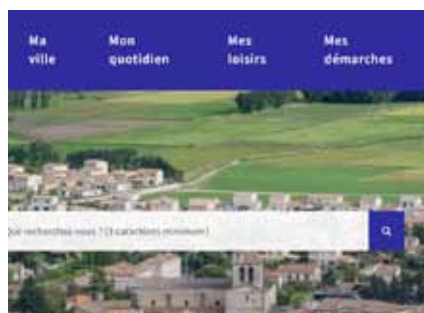 Ma ville
Mon quotidien
Mes loisirs
Mes démarches
Que recherchez-vous ? (3 caractères minimum)